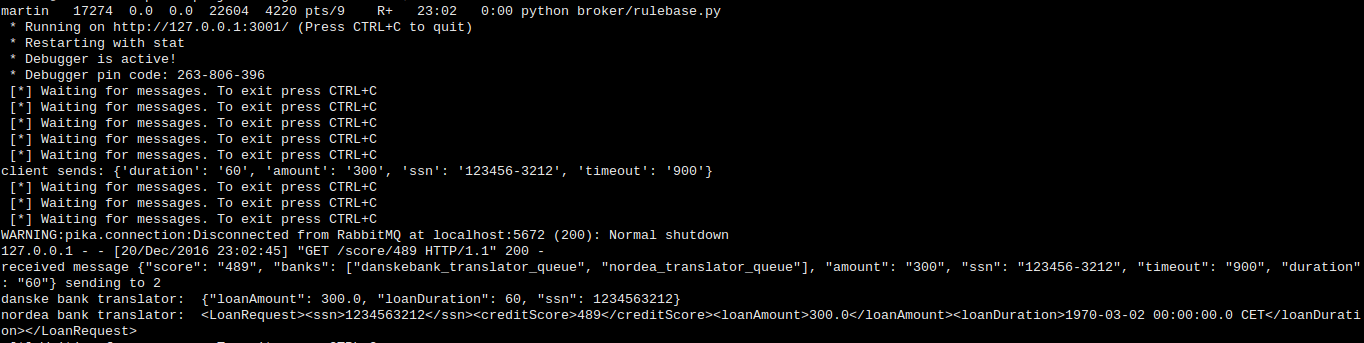 martin   17274  0.0  0.0  22604  4220 pts/9    R+   23:02   0:00 python broker/rulebase.py
 * Running on http://127.0.0.1:3001/ (Press CTRL+C to quit)
 * Restarting with stat
 * Debugger is active!
 * Debugger pin code: 263-806-396
 [*] Waiting for messages. To exit press CTRL+C
 [*] Waiting for messages. To exit press CTRL+C
 [*] Waiting for messages. To exit press CTRL+C
 [*] Waiting for messages. To exit press CTRL+C
 [*] Waiting for messages. To exit press CTRL+C
client sends: {'duration': '60', 'amount': '300', 'ssn': '123456-3212', 'timeout': '900'}
 [*] Waiting for messages. To exit press CTRL+C
 [*] Waiting for messages. To exit press CTRL+C
 [*] Waiting for messages. To exit press CTRL+C
WARNING:pika.connection:Disconnected from RabbitMQ at localhost:5672 (200): Normal shutdown
127.0.0.1 - - [20/Dec/2016 23:02:45] "GET /score/489 HTTP/1.1" 200 -
received message {"score": "489", "banks": ["danskebank_translator_queue", "nordea_translator_queue"], "amount": "300", "ssn": "123456-3212", "timeout": "900", "duration"
: "60"} sending to 2
danske bank translator:  {"loanAmount": 300.0, "loanDuration": 60, "ssn": 1234563212}
nordea bank translator:  <LoanRequest><ssn>1234563212</ssn><creditScore>489</creditScore><loanAmount>300.0</loanAmount><loanDuration>1970-03-02 00:00:00.0 CET</loanDurati
on></LoanRequest>